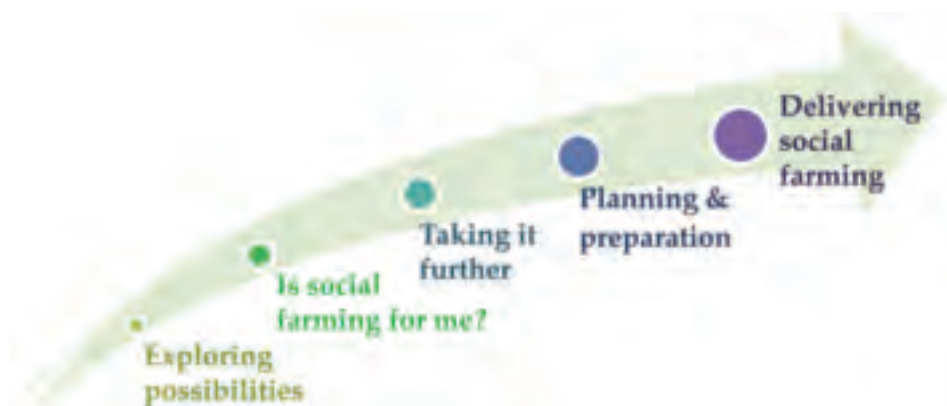 Exploring
possibilities
Is social
farming for me?
Taking it
further
Planning &
preparation
Delivering
social
farming